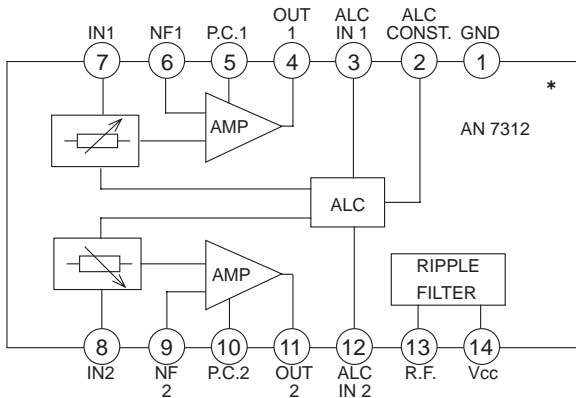 IN1 NF1 P.C.1 OUT 1 ALC IN 1 ALC CONST. GND
7 6 5 4 3 2 1
*
AN 7312
AMP
ALC
AMP
RIPPLE
FILTER
8 9 10 11 12 13 14
IN2 NF 2 P.C.2 OUT 2 ALC IN 2 R.F. Vcc